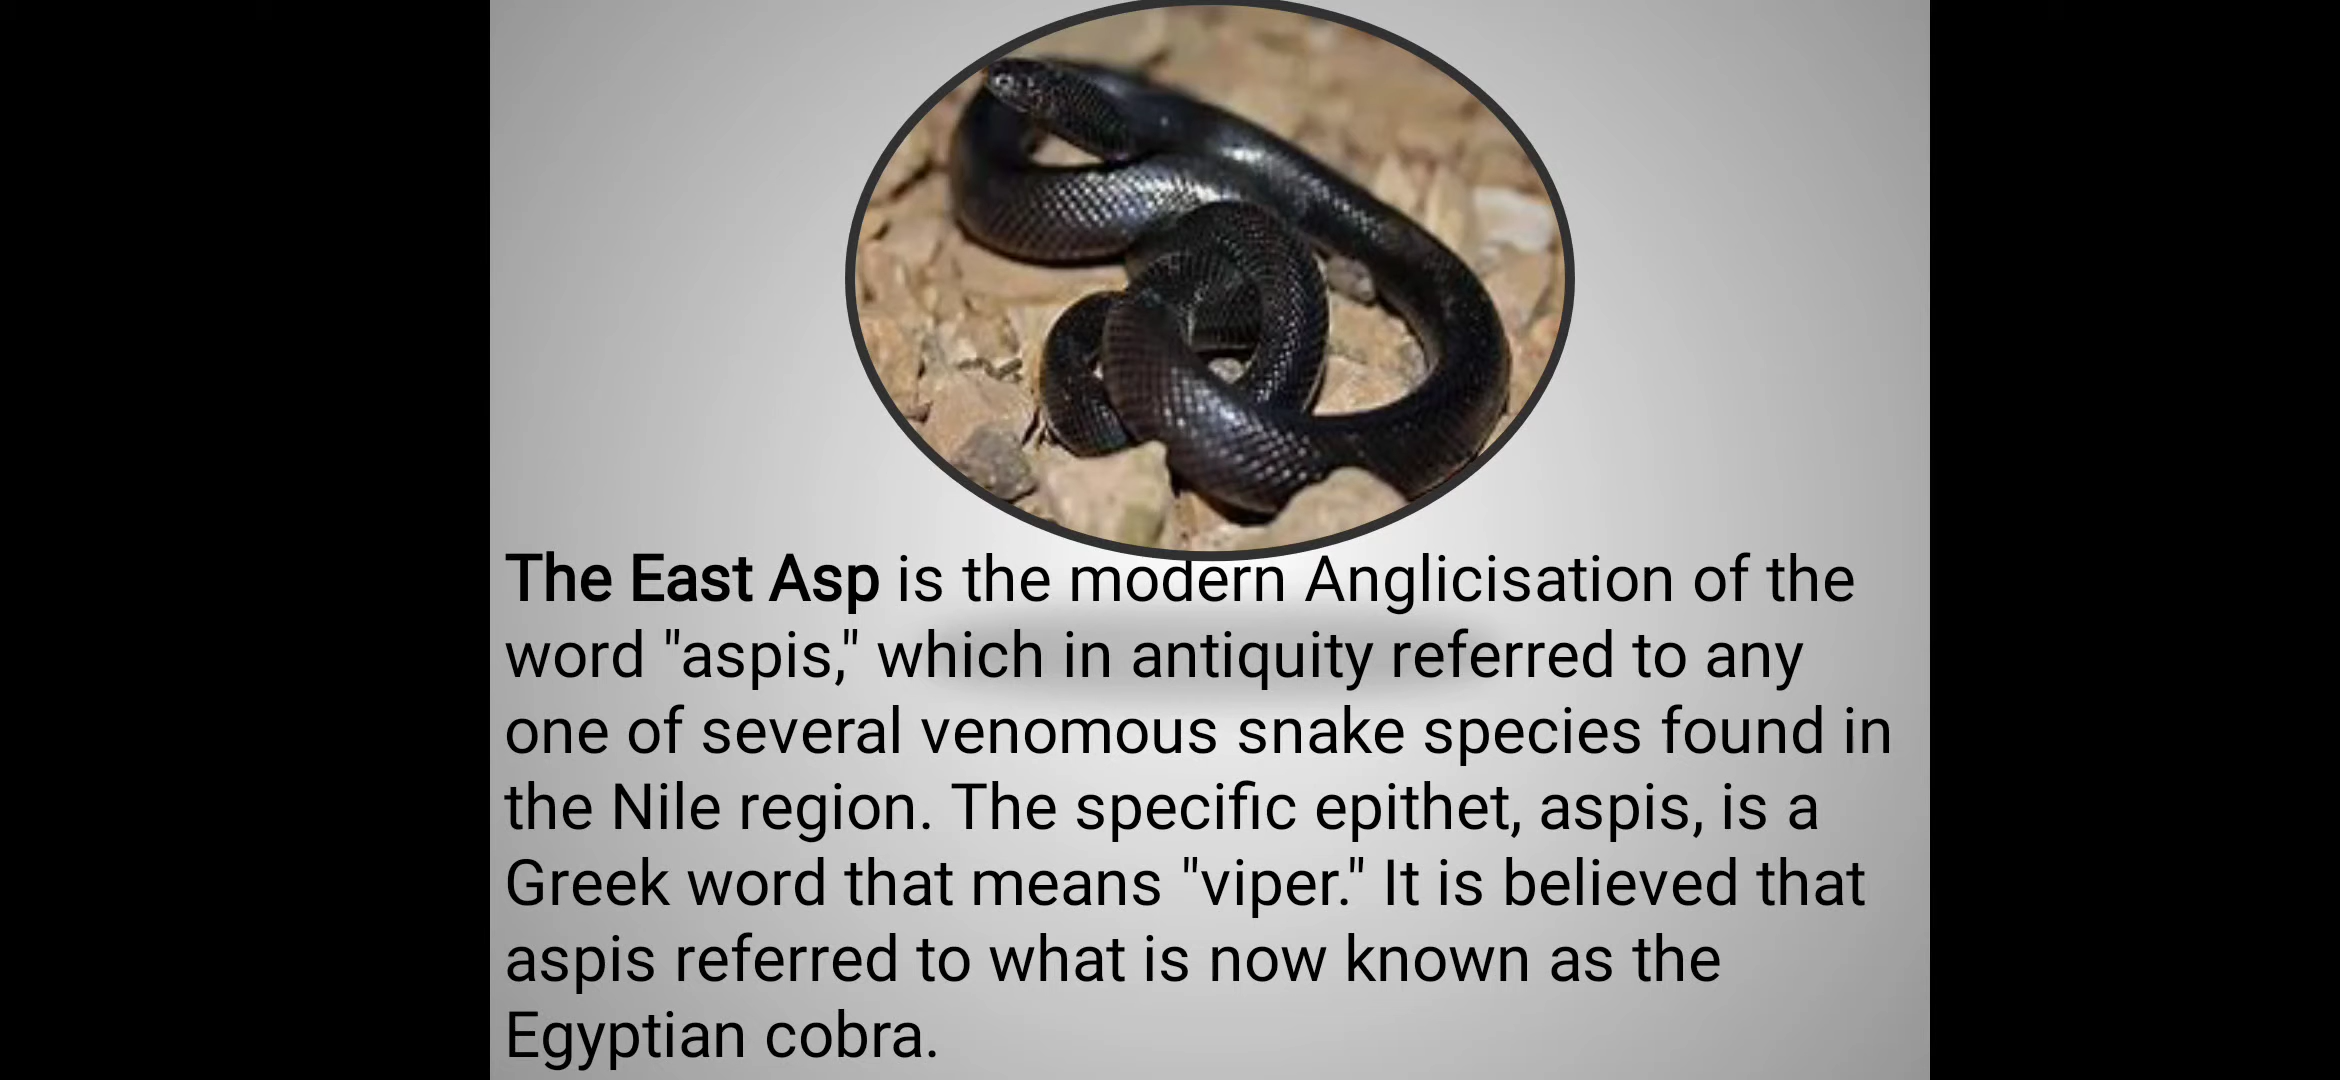 The East Asp is the modern Anglicisation of the
word "aspis," which in antiquity referred to any
one of several venomous snake species found in
the Nile region. The specific epithet, aspis, is a
Greek word that means "viper." It is believed that
aspis referred to what is now known as the
Egyptian cobra.